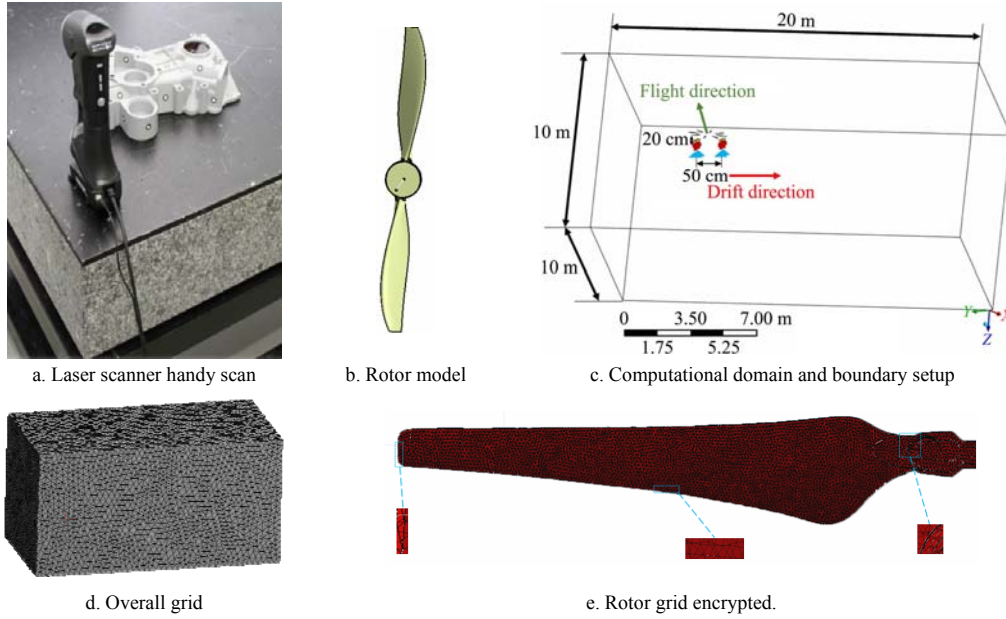 20 m
Flight direction
10 m
20 cm
50 cm
Drift direction
10 m
0 3.50 7.00 m
1.75 5.25
Y X
Z
a. Laser scanner handy scan
b. Rotor model
c. Computational domain and boundary setup
d. Overall grid
e. Rotor grid encrypted.